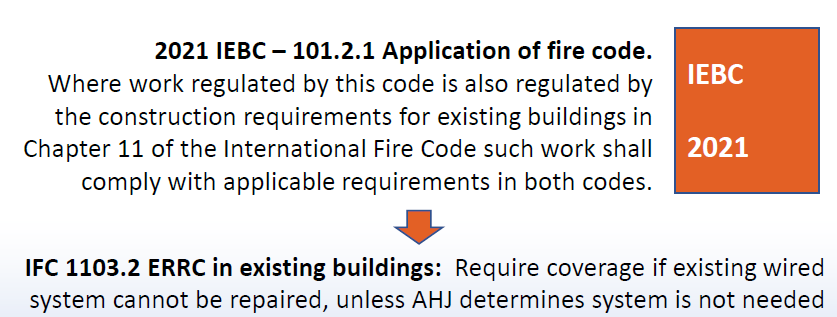 2021 IEBC – 101.2.1 Application of fire code.
Where work regulated by this code is also regulated by
the construction requirements for existing buildings in
Chapter 11 of the International Fire Code such work shall
comply with applicable requirements in both codes.
IEBC
2021
IFC 1103.2 ERRC in existing buildings: Require coverage if existing wired
system cannot be repaired, unless AHJ determines system is not needed